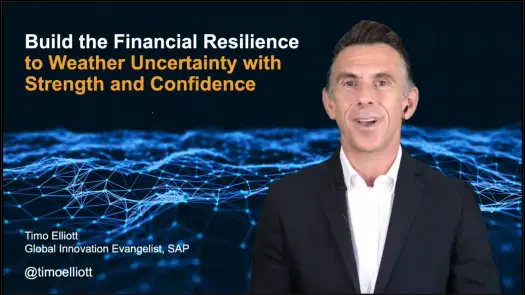 Build the Financial Resilience
to Weather Uncertainty with
Strength and Confidence
Timo Elliott
Global Innovation Evangelist, SAP
@timoelliott